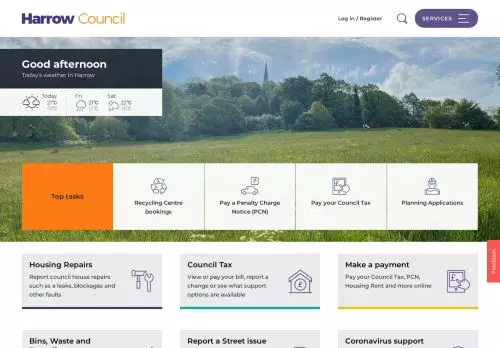 Harrow Council
Log in / Register
SERVICES
Good afternoon
Today's weather in Harrow
Today
Fri
Sat
21°C
21°C
22°C
12°C
Top tasks
Recycling Centre
bookings
Pay a Penalty Charge
Notice (PCN)
Pay your Council Tax
Planning Applications
Feedback
Housing Repairs
Report council house repairs
such as a leaks, blockages and
other faults
Council Tax
View or pay your bill, report a
change or see what support
options are available
Make a payment
Pay your Council Tax, PCN,
Housing Rent and more online
Bins, Waste and
Report a Street issue
Coronavirus support